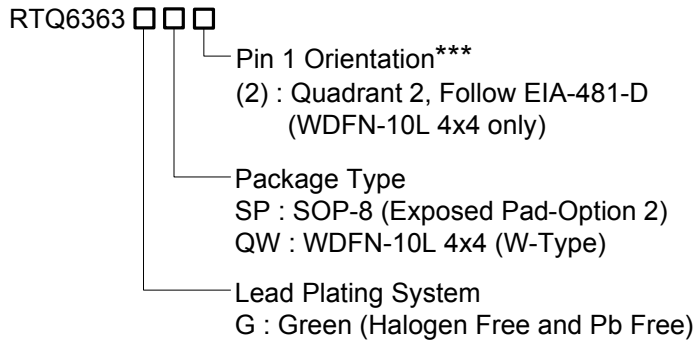 RTQ6363 □ □ □
Pin 1 Orientation***
(2) : Quadrant 2, Follow EIA-481-D
(WDFN-10L 4x4 only)
Package Type
SP : SOP-8 (Exposed Pad-Option 2)
QW : WDFN-10L 4x4 (W-Type)
Lead Plating System
G : Green (Halogen Free and Pb Free)